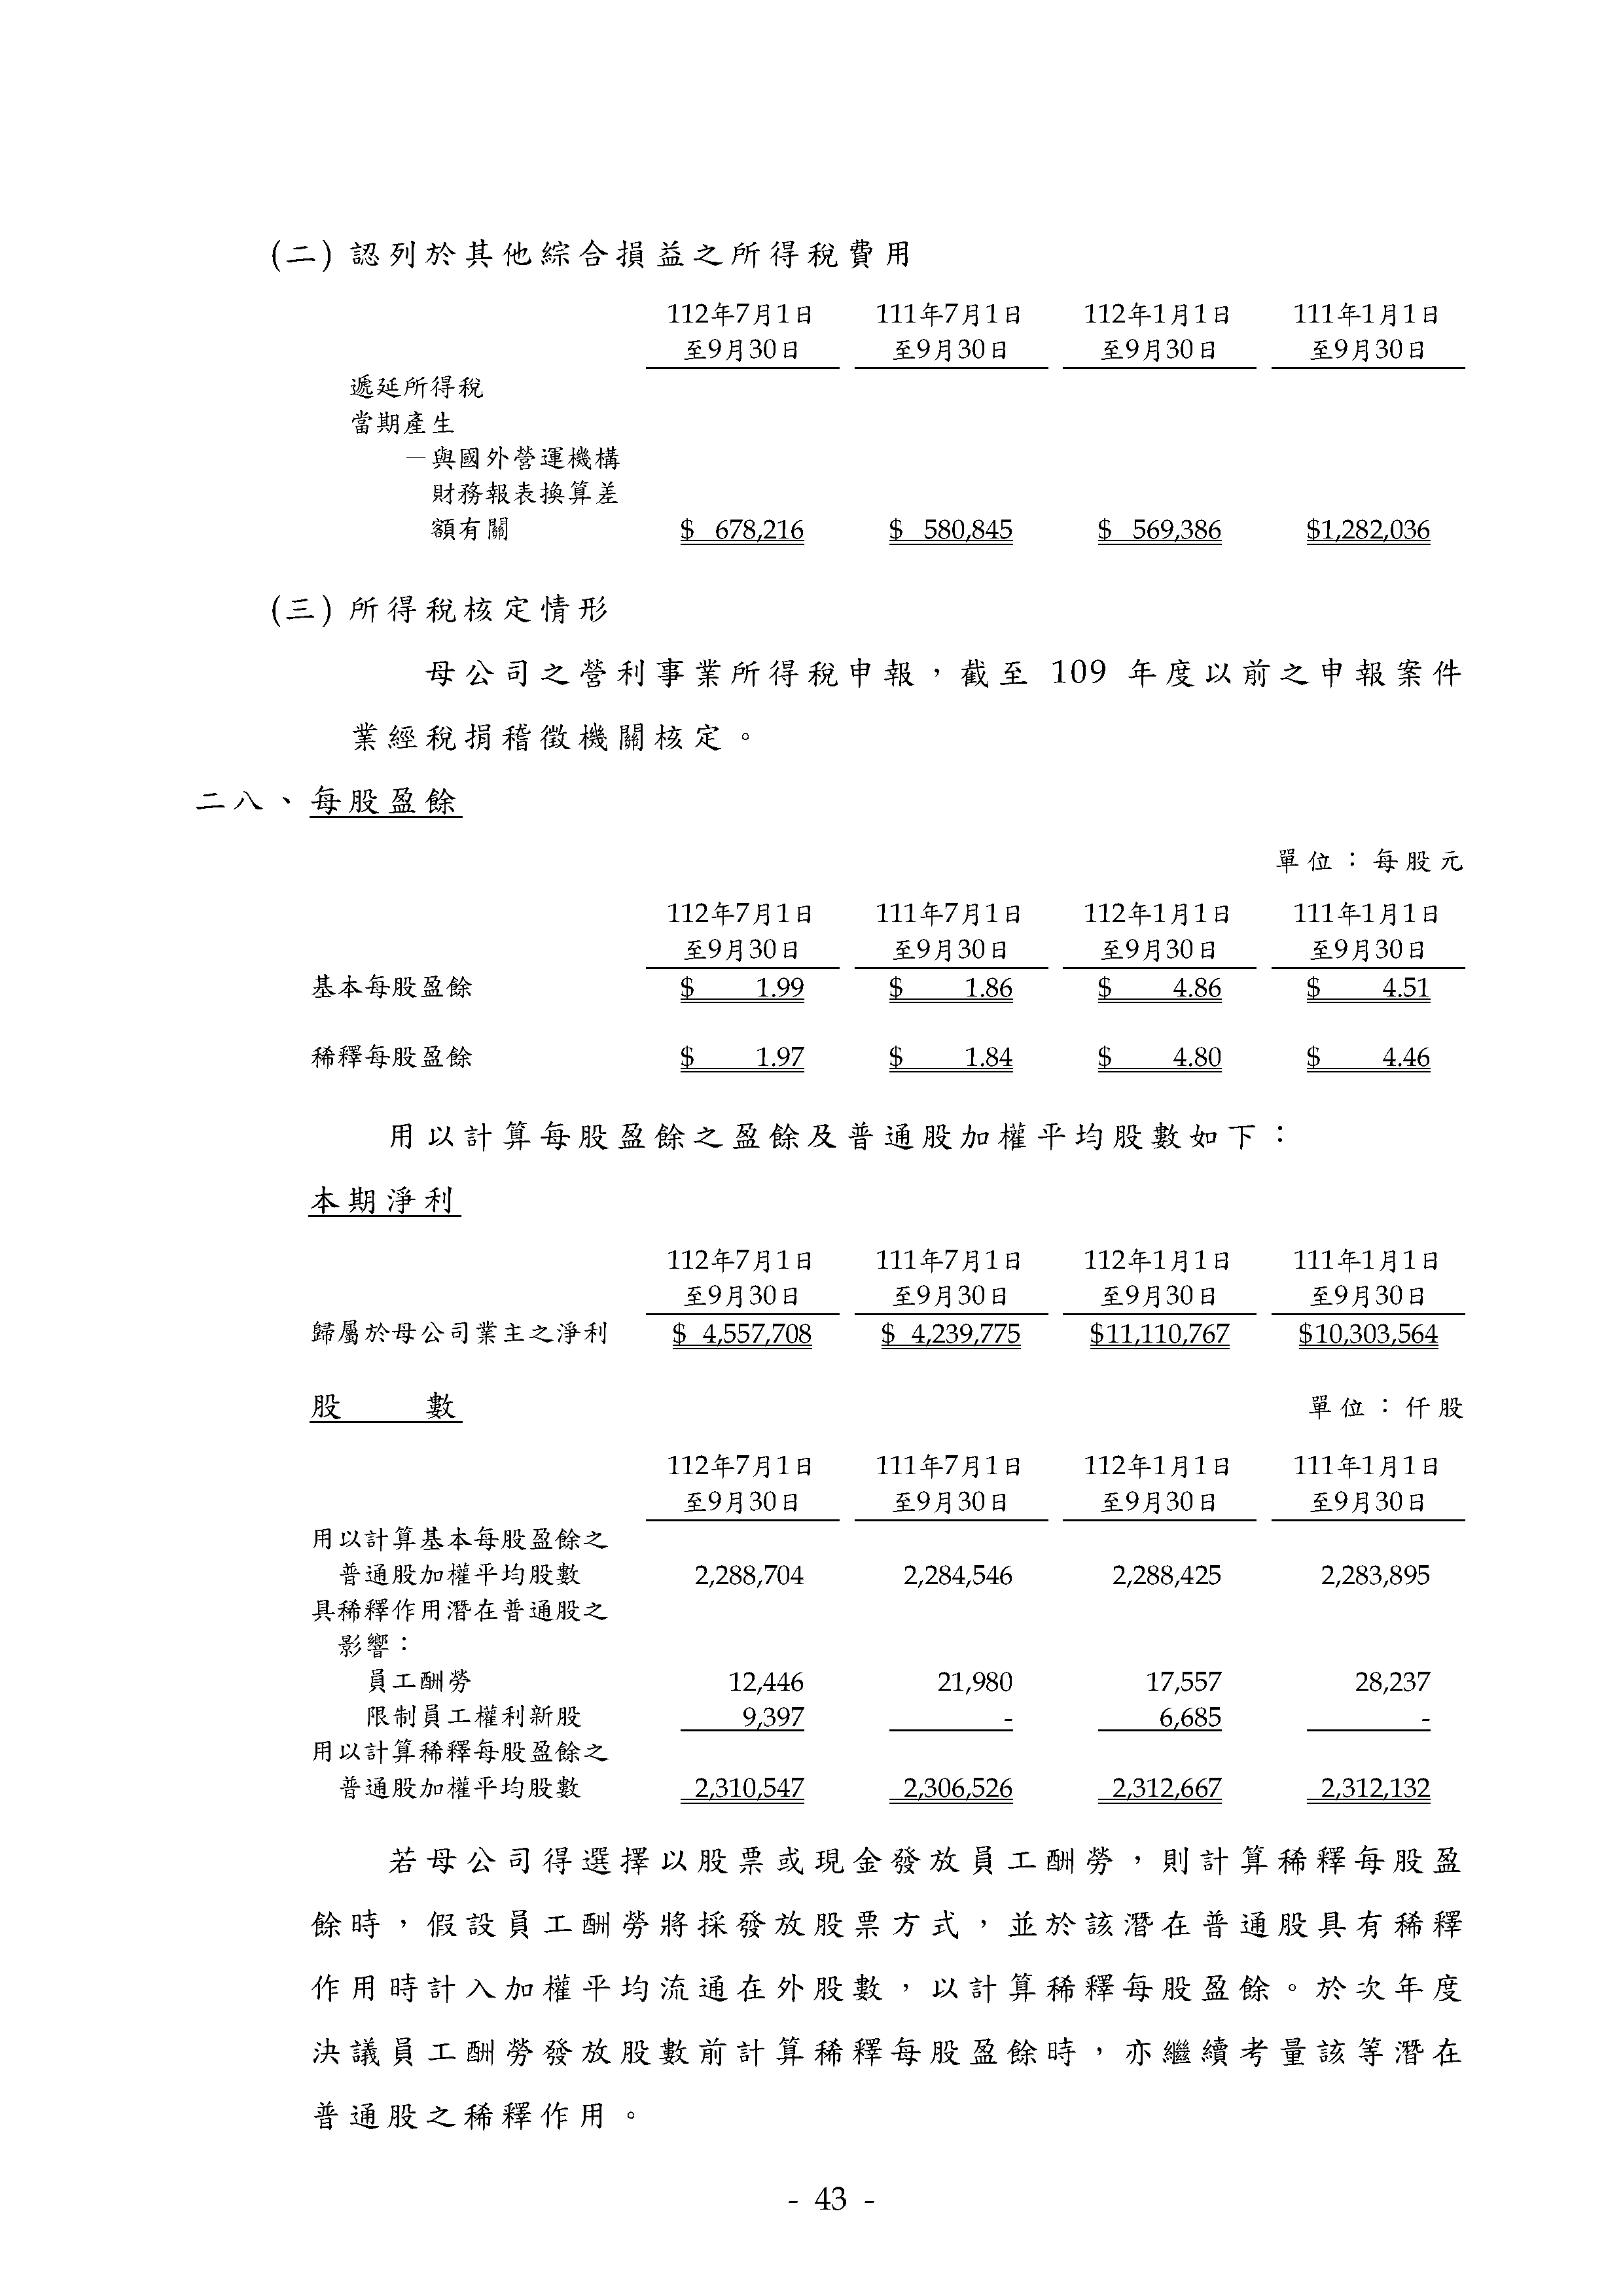 (二) 認列於其他綜合損益之所得稅費用
112年7月1日 111年7月1日 112年1月1日 111年1月1日
至9月30日 至9月30日 至9月30日 至9月30日
遞延所得稅
當期產生
－與國外營運機構
財務報表換算差
額有關 $ 678,216 $ 580,845 $ 569,386 $1,282,036
(三) 所得稅核定情形
母公司之營利事業所得稅申報，截至 109 年度以前之申報案件
業經稅捐稽徵機關核定。
二八、每股盈餘
單位：每股元
112年7月1日 111年7月1日 112年1月1日 111年1月1日
至9月30日 至9月30日 至9月30日 至9月30日
基本每股盈餘 $ 1.99 $ 1.86 $ 4.86 $ 4.51
稀釋每股盈餘 $ 1.97 $ 1.84 $ 4.80 $ 4.46
用以計算每股盈餘之盈餘及普通股加權平均股數如下：
本期淨利
112年7月1日 111年7月1日 112年1月1日 111年1月1日
至9月30日 至9月30日 至9月30日 至9月30日
歸屬於母公司業主之淨利 $ 4,557,708 $ 4,239,775 $11,110,767 $10,303,564
股 數 單位：仟股
112年7月1日 111年7月1日 112年1月1日 111年1月1日
至9月30日 至9月30日 至9月30日 至9月30日
用以計算基本每股盈餘之
普通股加權平均股數 2,288,704 2,284,546 2,288,425 2,283,895
具稀釋作用潛在普通股之
影響：
員工酬勞 12,446 21,980 17,557 28,237
限制員工權利新股 9,397 - 6,685 -
用以計算稀釋每股盈餘之
普通股加權平均股數 2,310,547 2,306,526 2,312,667 2,312,132
若母公司得選擇以股票或現金發放員工酬勞，則計算稀釋每股盈
餘時，假設員工酬勞將採發放股票方式，並於該潛在普通股具有稀釋
作用時計入加權平均流通在外股數，以計算稀釋每股盈餘。於次年度
決議員工酬勞發放股數前計算稀釋每股盈餘時，亦繼續考量該等潛在
普通股之稀釋作用。
- 43 -